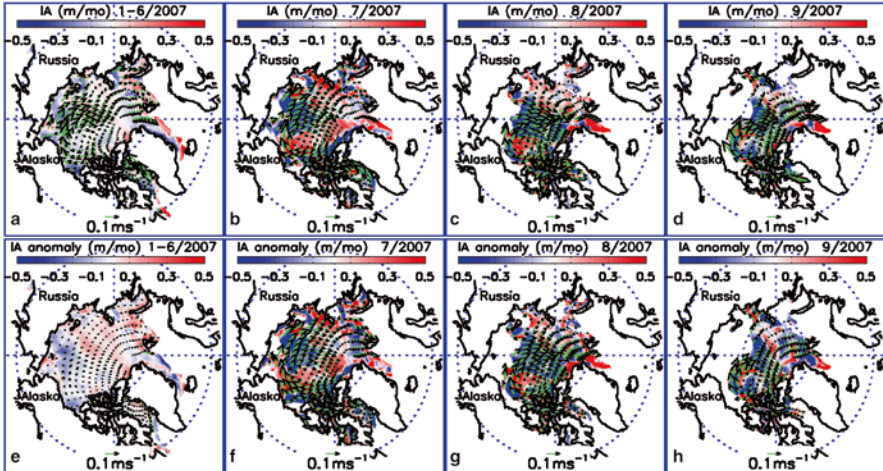 IA (m/mo) 1-6/2007
-0.5 -0.3 -0.1 0.1 0.3 0.5
Russia
Alaska
a
0.1ms⁻¹
IA (m/mo) 7/2007
-0.5 -0.3 -0.1 0.1 0.3 0.5
Russia
Alaska
b
0.1ms⁻¹
IA (m/mo) 8/2007
-0.5 -0.3 -0.1 0.1 0.3 0.5
Russia
Alaska
c
0.1ms⁻¹
IA (m/mo) 9/2007
-0.5 -0.3 -0.1 0.1 0.3 0.5
Russia
Alaska
d
0.1ms⁻¹
IA anomaly (m/mo) 1-6/2007
-0.5 -0.3 -0.1 0.1 0.3 0.5
Russia
Alaska
e
0.1ms⁻¹
IA anomaly (m/mo) 7/2007
-0.5 -0.3 -0.1 0.1 0.3 0.5
Russia
Alaska
f
0.1ms⁻¹
IA anomaly (m/mo) 8/2007
-0.5 -0.3 -0.1 0.1 0.3 0.5
Russia
Alaska
g
0.1ms⁻¹
IA anomaly (m/mo) 9/2007
-0.5 -0.3 -0.1 0.1 0.3 0.5
Russia
Alaska
h
0.1ms⁻¹